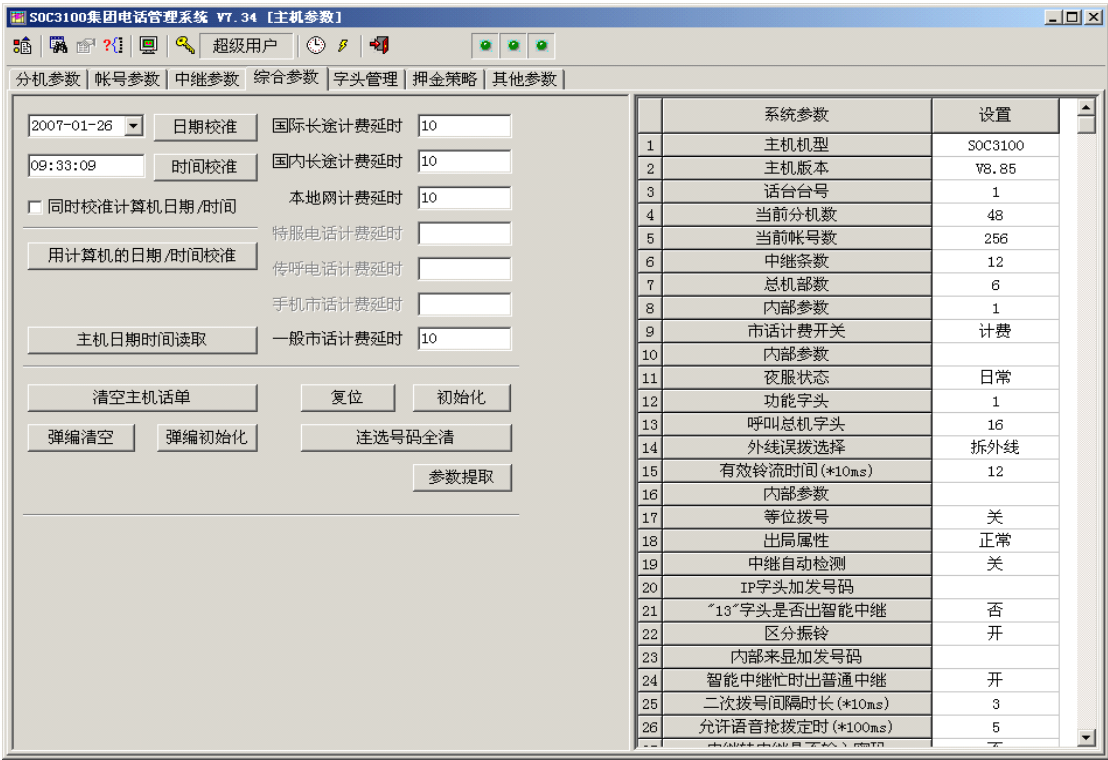 SOC3100集团电话管理系统 V7.34 [主机参数]
超级用户
分机参数 帐号参数 中继参数 综合参数 字头管理 押金策略 其他参数
2007-01-26 日期校准 国际长途计费延时 10
09:33:09 时间校准 国内长途计费延时 10
本地网计费延时 10
同时校准计算机日期/时间
特服电话计费延时
用计算机的日期/时间校准
传呼电话计费延时
手机市话计费延时
主机日期时间读取 一般市话计费延时 10
清空主机话单 复位 初始化
弹编清空 弹编初始化 连选号码全清
参数提取
系统参数 设置
1 主机机型 SOC3100
2 主机版本 V8.85
3 话台台号 1
4 当前分机数 48
5 当前帐号数 256
6 中继条数 12
7 总机部数 6
8 内部参数 1
9 市话计费开关 计费
10 内部参数
11 夜服状态 日常
12 功能字头 1
13 呼叫总机字头 16
14 外线误拨选择 拆外线
15 有效铃流时间(*10ms) 12
16 内部参数
17 等位拨号 关
18 出局属性 正常
19 中继自动检测 关
20 IP字头加发号码
21 "13"字头是否出智能中继 否
22 区分振铃 开
23 内部来显加发号码
24 智能中继忙时出普通中继 开
25 二次拨号间隔时长(*10ms) 3
26 允许语音抢拨定时(*100ms) 5